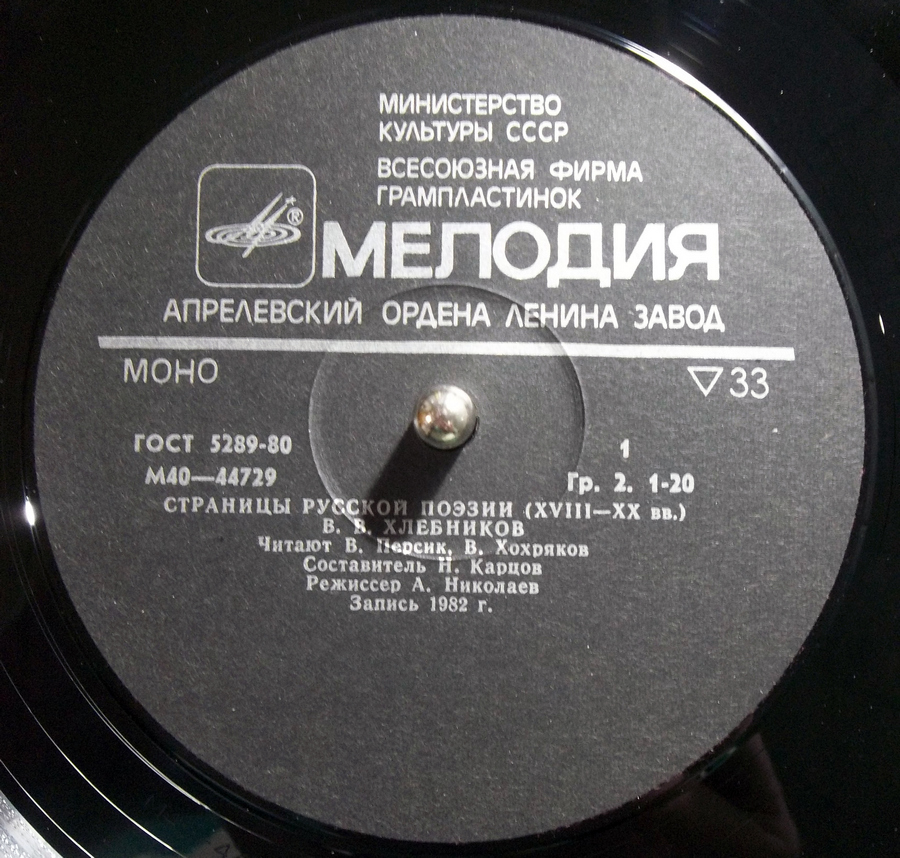 МИНИСТЕРСТВО
КУЛЬТУРЫ СССР
ВСЕСОЮЗНАЯ ФИРМА
ГРАМПЛАСТИНОК
®
МЕЛОДИЯ
АПРЕЛЕВСКИЙ ОРДЕНА ЛЕНИНА ЗАВОД
МОНО
▽33
ГОСТ 5289-80
1
М40—44729
Гр. 2. 1-20
СТРАНИЦЫ РУССКОЙ ПОЭЗИИ (XVIII—XX вв.)
В. В. ХЛЕБНИКОВ
Читают В. Персик, В. Хохряков
Составитель Н. Карцов
Режиссер А. Николаев
Запись 1982 г.